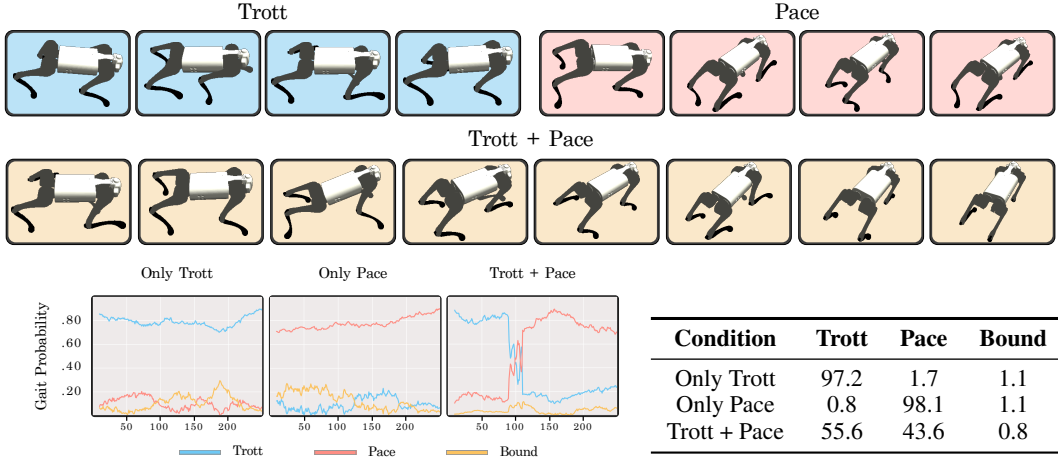 Trott Pace
Trott + Pace
Only Trott Only Pace Trott + Pace
Gait Probability
.80
.60
.40
.20
50 100 150 200 50 100 150 200 50 100 150 200
Trott Pace Bound
Condition Trott Pace Bound
Only Trott 97.2 1.7 1.1
Only Pace 0.8 98.1 1.1
Trott + Pace 55.6 43.6 0.8